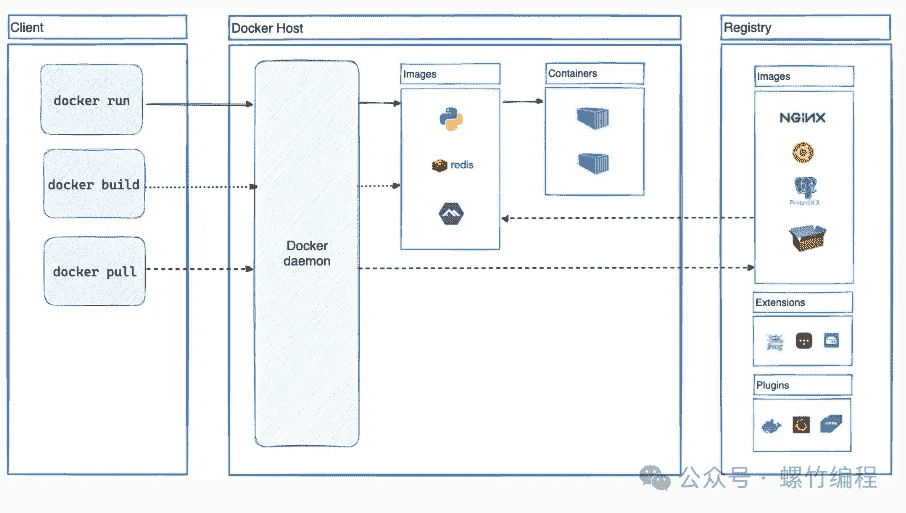 Client
docker run
docker build
docker pull
Docker Host
Docker
daemon
Images
redis
Containers
Registry
Images
NGINX
PostgreSQL
Extensions
Plugins
公众号 · 螺竹编程